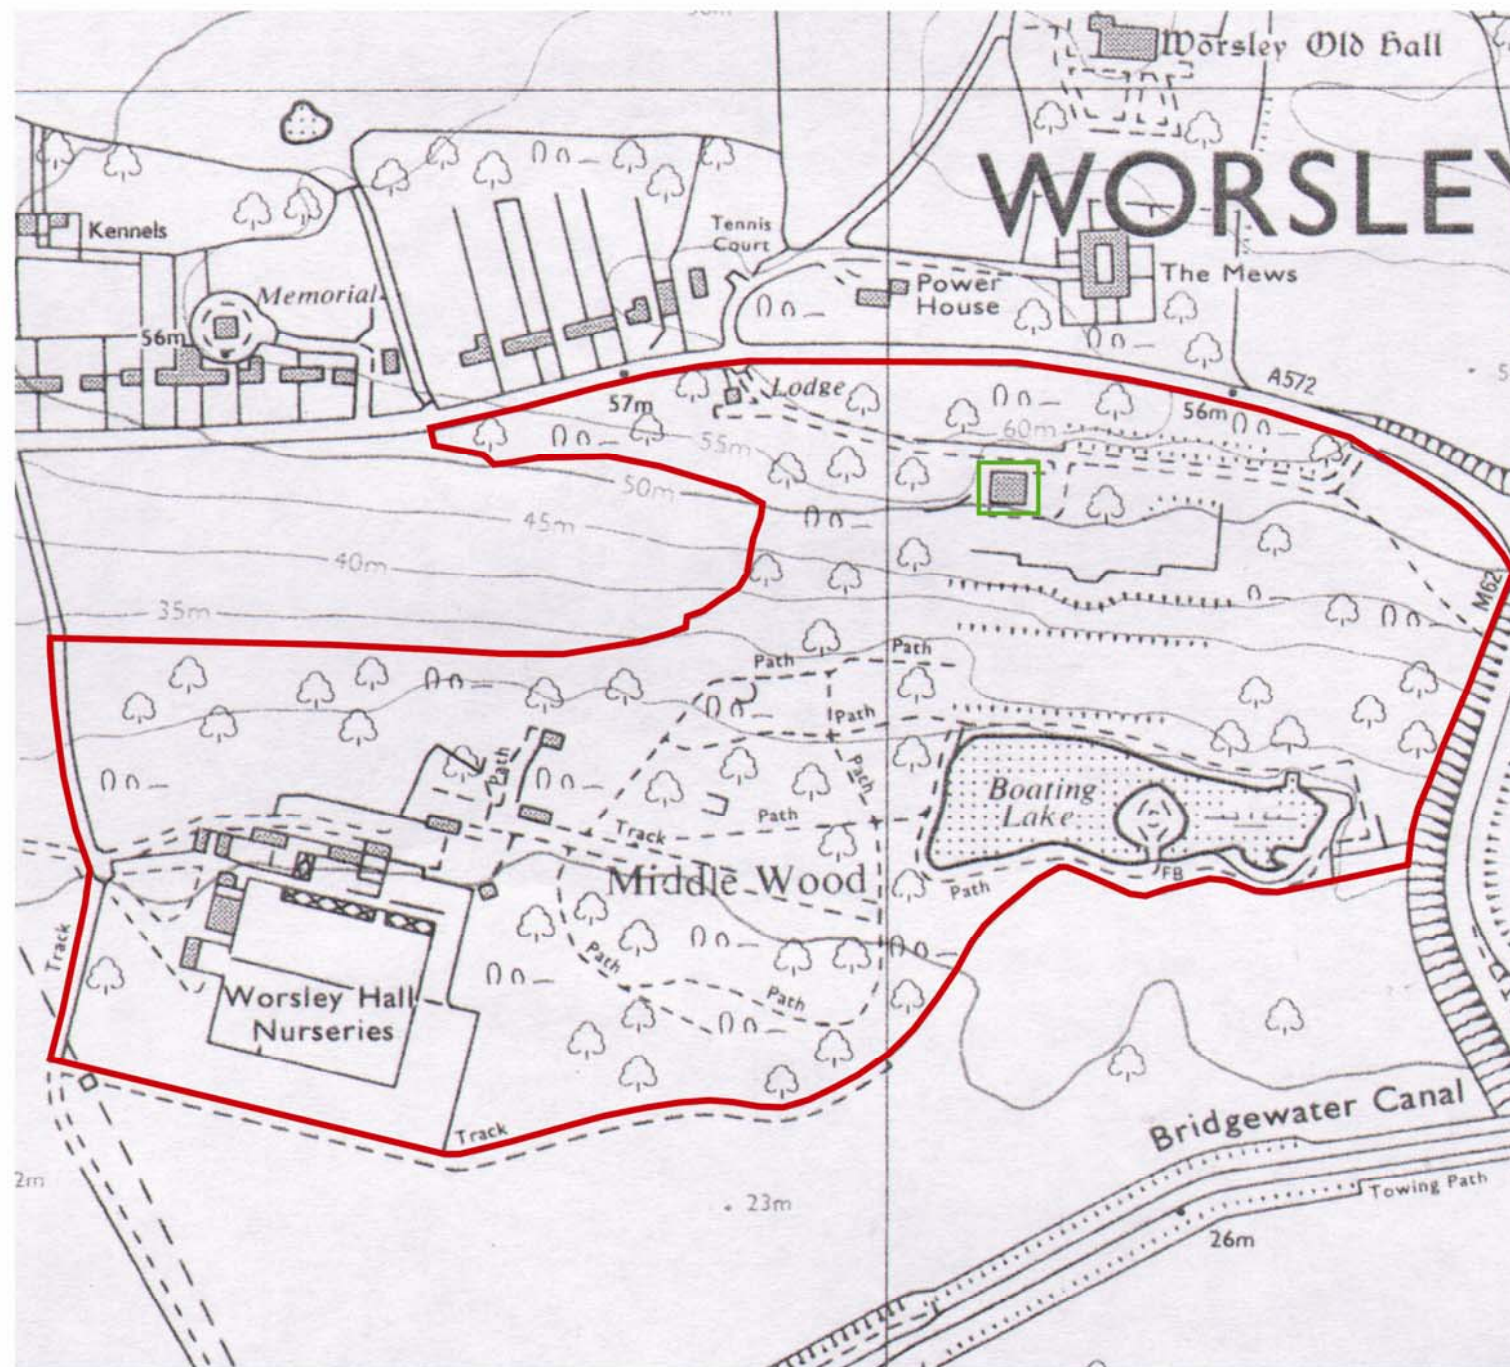 Worsley Old Hall
WORSLEY
Kennels
Tennis
Court
Memorial
56m
Power
House
The Mews
A572
Lodge
57m
56m
60m
55m
50m
45m
40m
35m
M62
Path
Path
Path
Path
Path
Path
Boating
Lake
Track
Middle Wood
Path
FB
Track
Path
Path
Worsley Hall
Nurseries
Track
Bridgewater Canal
Towing Path
2m
23m
26m